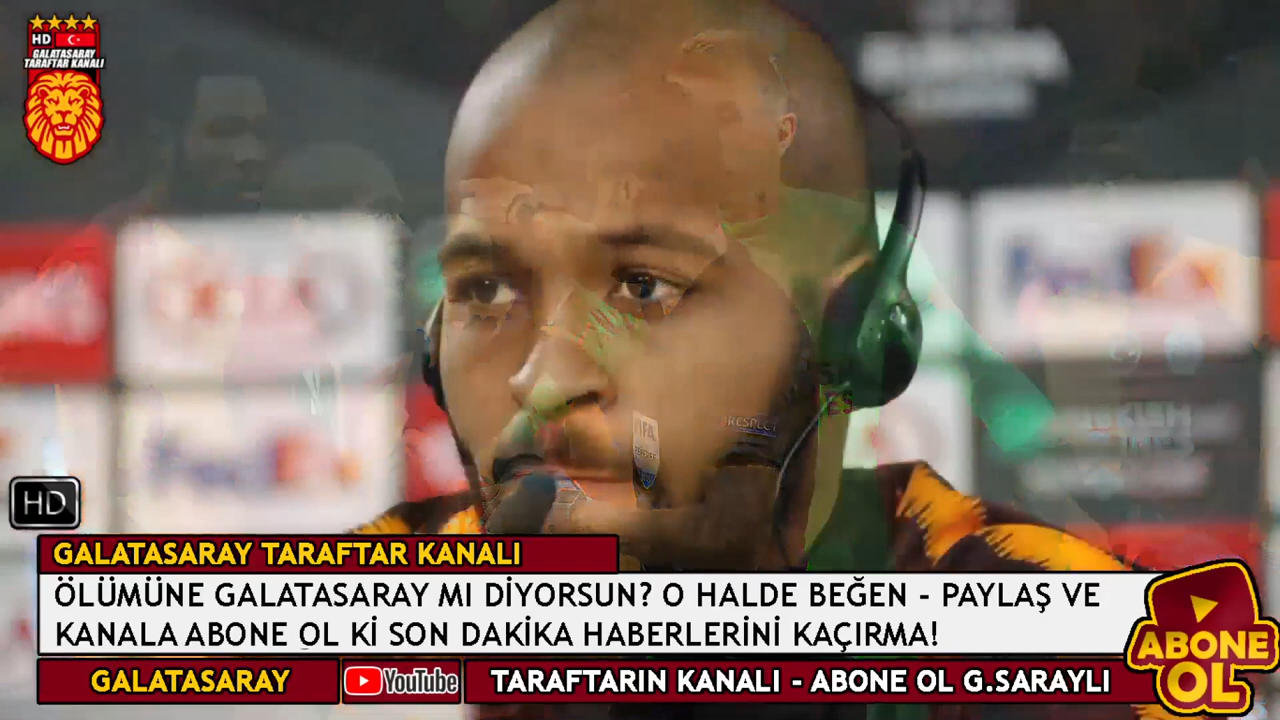 HD
GALATASARAY
TARAFTAR KANALI
RESPECT
HD
GALATASARAY TARAFTAR KANALI
ÖLÜMÜNE GALATASARAY MI DİYORSUN? O HALDE BEĞEN - PAYLAŞ VE
KANALA ABONE OL Kİ SON DAKİKA HABERLERİNİ KAÇIRMA!
GALATASARAY
YouTube
TARAFTARIN KANALI - ABONE OL G.SARAYLI
ABONE
OL